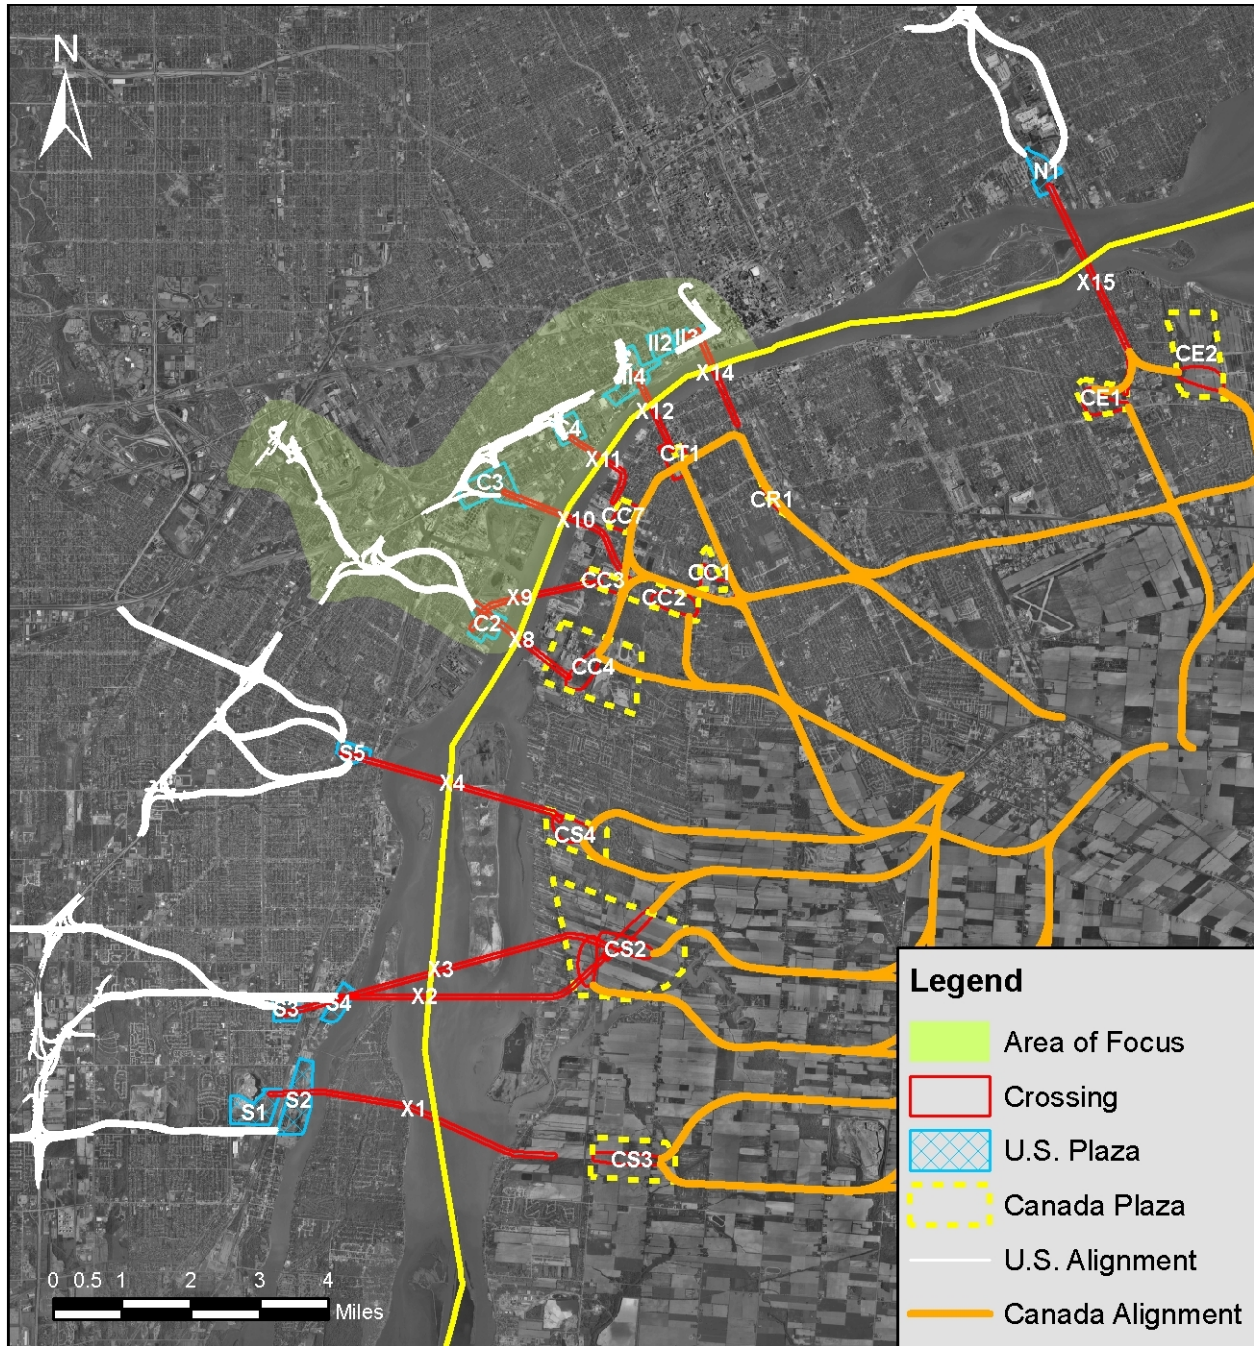 N
N1
X15
CE2
CE1
II2
II3
II4
X14
X12
C4
X11
CT1
C3
X10
CC7
CR1
CC3
CC1
CC2
X9
C2
X8
CC4
S5
X4
CS4
CS2
X3
X2
S3
S4
S1
S2
X1
CS3
Legend
Area of Focus
Crossing
U.S. Plaza
Canada Plaza
U.S. Alignment
Canada Alignment
0 0.5 1 2 3 4
Miles